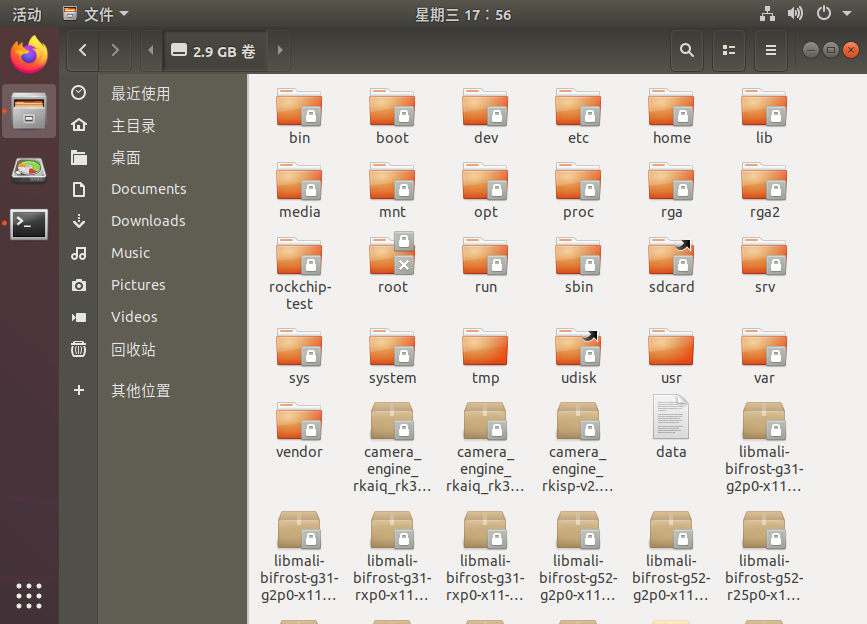 活动 文件 星期三 17：56
2.9 GB 卷
最近使用
主目录
桌面
Documents
Downloads
Music
Pictures
Videos
回收站
其他位置
bin boot dev etc home lib
media mnt opt proc rga rga2
rockchip-test root run sbin sdcard srv
sys system tmp udisk usr var
vendor camera_engine_rkaiq_rk3... camera_engine_rkaiq_rk3... camera_engine_rkisp-v2.... data libmali-bifrost-g31-g2p0-x11...
libmali-bifrost-g31-g2p0-x11... libmali-bifrost-g31-rxp0-x11... libmali-bifrost-g31-rxp0-x11-... libmali-bifrost-g52-g2p0-x11... libmali-bifrost-g52-g2p0-x11... libmali-bifrost-g52-r25p0-x1...